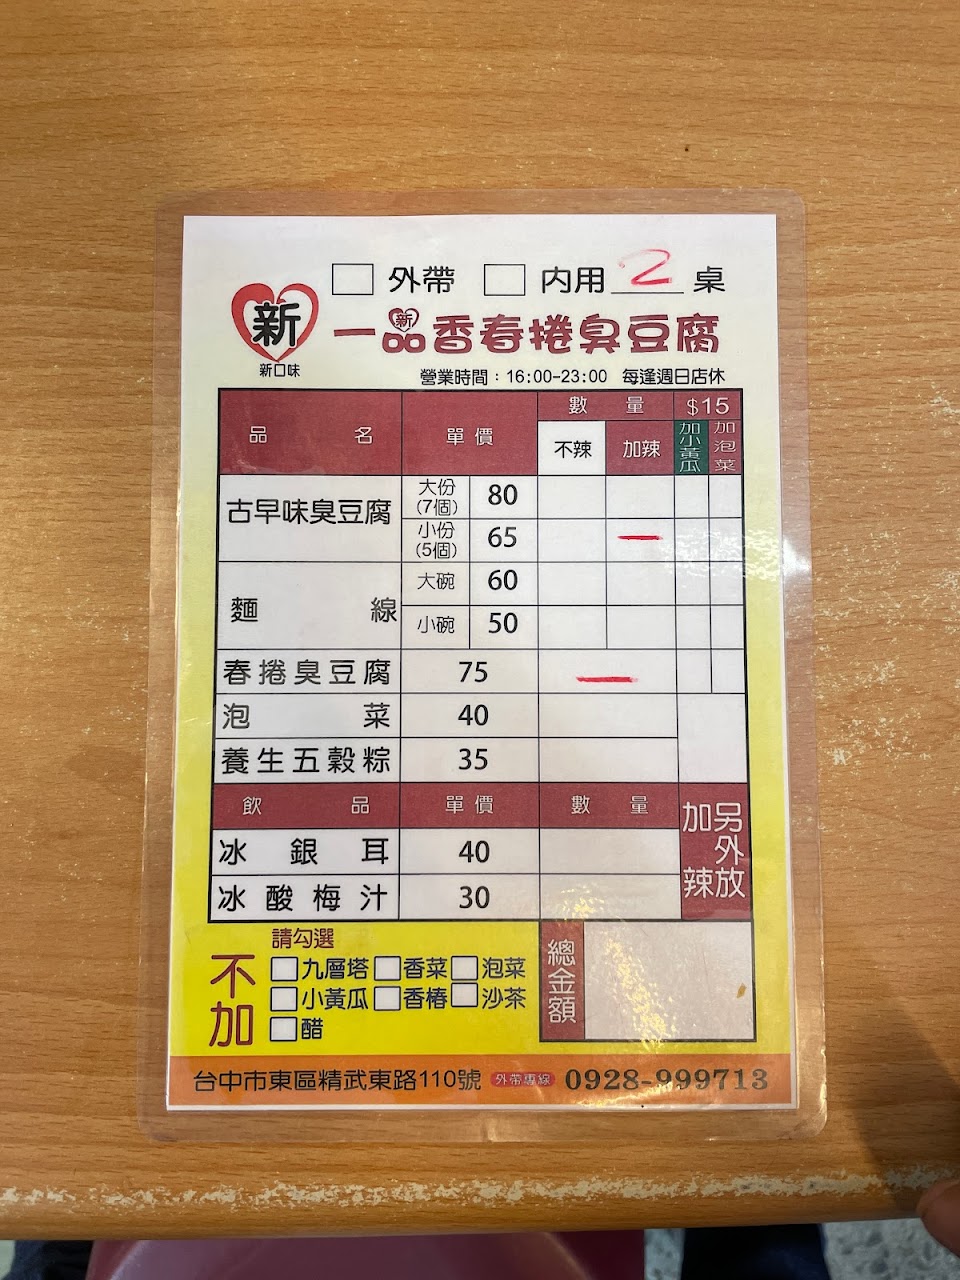 外帶 內用 2 桌
新
新口味
一品香春捲臭豆腐
新
營業時間：16:00-23:00 每逢週日店休
品名 單價 數量 $15
不辣 加辣 加小黃瓜 加泡菜
古早味臭豆腐 大份(7個) 80
小份(5個) 65 一
麵線 大碗 60
小碗 50
春捲臭豆腐 75 一
泡菜 40
養生五穀粽 35
飲品 單價 數量 另外放加辣
冰銀耳 40
冰酸梅汁 30
請勾選
不加
九層塔 香菜 泡菜
小黃瓜 香椿 沙茶
醋
總金額
台中市東區精武東路110號 外帶專線 0928-999713